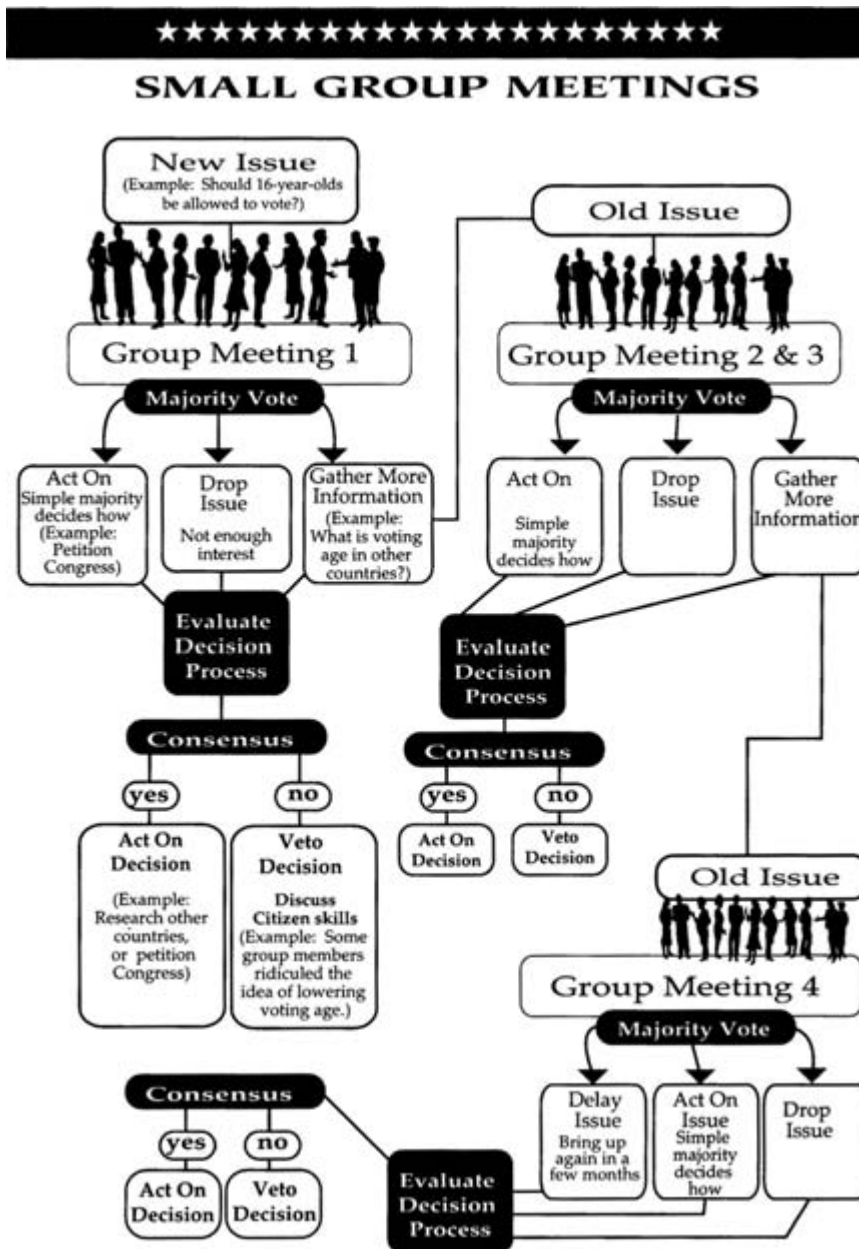 SMALL GROUP MEETINGS
New Issue
(Example: Should 16-year-olds
be allowed to vote?)
Group Meeting 1
Majority Vote
Act On
Simple majority
decides how
(Example:
Petition
Congress)
Drop
Issue
Not enough
interest
Gather More
Information
(Example:
What is voting
age in other
countries?)
Evaluate
Decision
Process
Consensus
yes
no
Act On
Decision
(Example:
Research other
countries,
or petition
Congress)
Veto
Decision
Discuss
Citizen skills
(Example: Some
group members
ridiculed the
idea of lowering
voting age.)
Old Issue
Group Meeting 2 & 3
Majority Vote
Act On
Simple
majority
decides how
Drop
Issue
Gather
More
Information
Evaluate
Decision
Process
Consensus
yes
no
Act On
Decision
Veto
Decision
Old Issue
Group Meeting 4
Majority Vote
Delay
Issue
Bring up
again in a
few months
Act On
Issue
Simple
majority
decides
how
Drop
Issue
Evaluate
Decision
Process
Consensus
yes
no
Act On
Decision
Veto
Decision